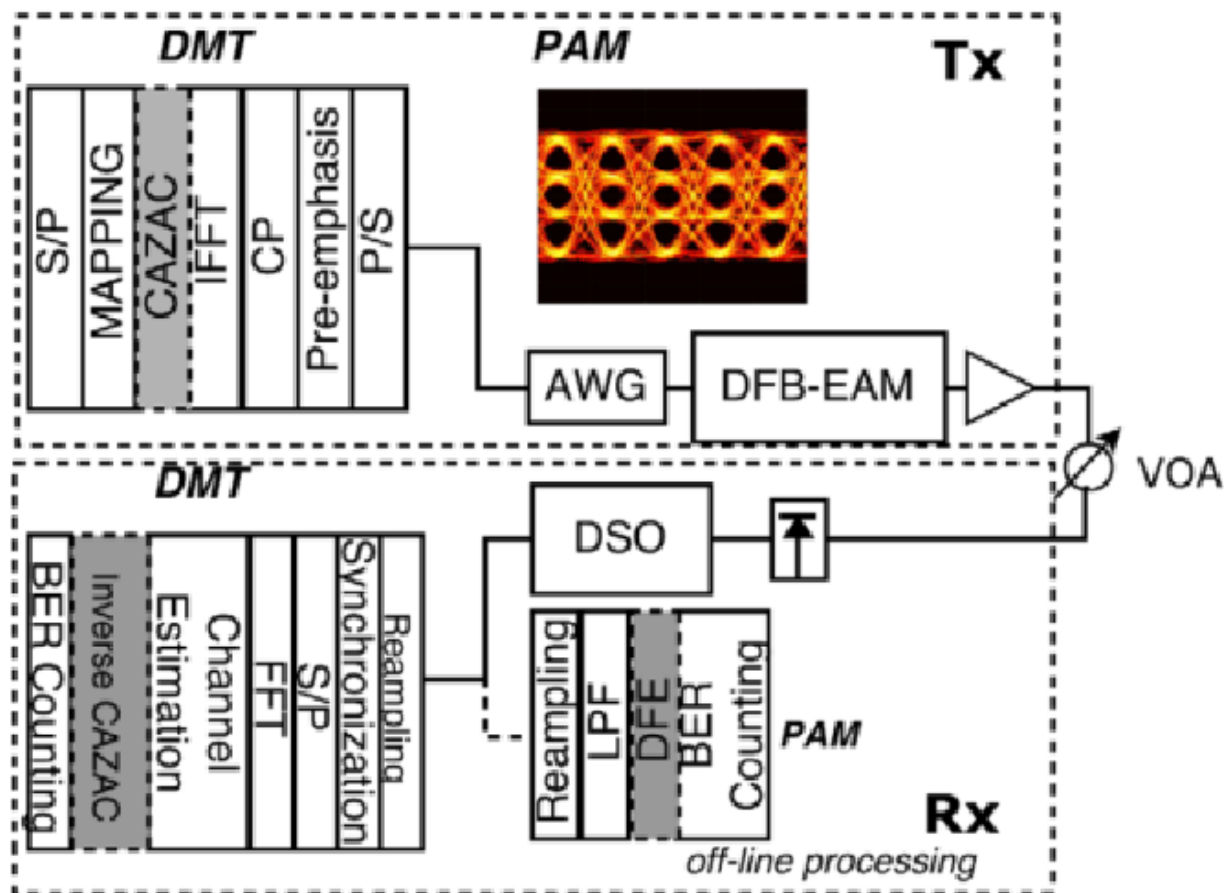 DMT
PAM
Tx
S/P
MAPPING
CAZAC
IFFT
CP
Pre-emphasis
P/S
AWG
DFB-EAM
VOA
DMT
BER Counting
Inverse CAZAC
Channel
Estimation
FFT
S/P
Synchronization
Reampling
DSO
Reampling
LPF
DFE
BER
Counting
PAM
Rx
off-line processing